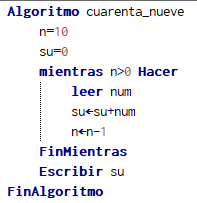 Algoritmo cuarenta_nueve
n=10
su=0
mientras n>0 Hacer
leer num
su←su+num
n←n-1
FinMientras
Escribir su
FinAlgoritmo